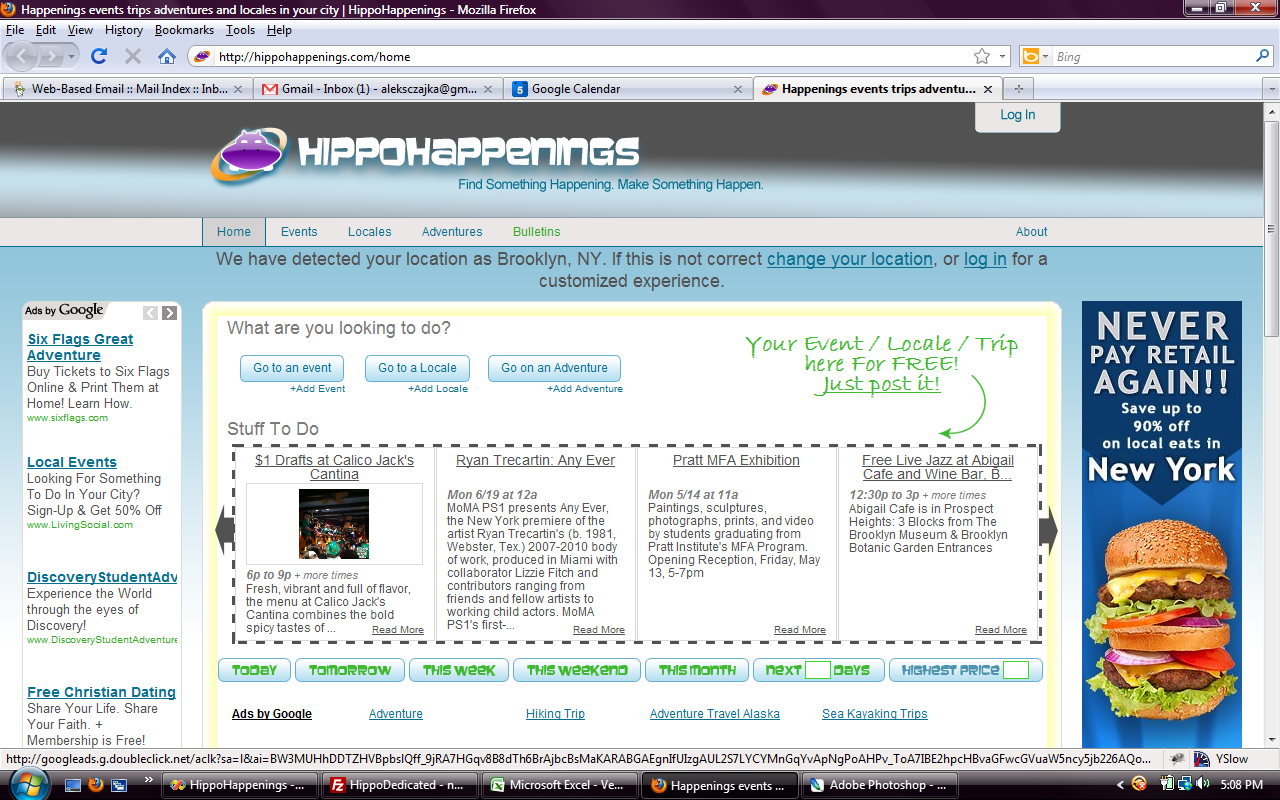 Happenings events trips adventures and locales in your city | HippoHappenings - Mozilla Firefox
File Edit View History Bookmarks Tools Help
http://hippohappenings.com/home
Bing
Web-Based Email :: Mail Index :: Inb...
Gmail - Inbox (1) - aleksczajka@gm...
5 Google Calendar
Happenings events trips adventu...
Log In
HIPPOHAPPENINGS
Find Something Happening. Make Something Happen.
Home Events Locales Adventures Bulletins About
We have detected your location as Brooklyn, NY. If this is not correct change your location, or log in for a
customized experience.
Ads by Google
Six Flags Great
Adventure
Buy Tickets to Six Flags
Online & Print Them at
Home! Learn How.
www.sixflags.com
Local Events
Looking For Something
To Do In Your City?
Sign-Up & Get 50% Off
www.LivingSocial.com
DiscoveryStudentAdv
Experience the World
through the eyes of
Discovery!
www.DiscoveryStudentAdventure
Free Christian Dating
Share Your Life. Share
Your Faith. +
Membership is Free!
What are you looking to do?
Go to an event
Go to a Locale
Go on an Adventure
+Add Event
+Add Locale
+Add Adventure
Your Event / Locale / Trip
here For FREE!
Just post it!
Stuff To Do
$1 Drafts at Calico Jack's
Cantina
6p to 9p + more times
Fresh, vibrant and full of flavor,
the menu at Calico Jack's
Cantina combines the bold
spicy tastes of ...
Read More
Ryan Trecartin: Any Ever
Mon 6/19 at 12a
MoMA PS1 presents Any Ever,
the New York premiere of the
artist Ryan Trecartin's (b. 1981,
Webster, Tex.) 2007-2010 body
of work, produced in Miami with
collaborator Lizzie Fitch and
contributors ranging from
friends and fellow artists to
working child actors. MoMA
PS1's first-...
Read More
Pratt MFA Exhibition
Mon 5/14 at 11a
Paintings, sculptures,
photographs, prints, and video
by students graduating from
Pratt Institute's MFA Program.
Opening Reception, Friday, May
13, 5-7pm
Read More
Free Live Jazz at Abigail
Cafe and Wine Bar, B...
12:30p to 3p + more times
Abigail Cafe is in Prospect
Heights: 3 Blocks from The
Brooklyn Museum & Brooklyn
Botanic Garden Entrances
Read More
TODAY TOMORROW THIS WEEK THIS WEEKEND THIS MONTH NEXT DAYS HIGHEST PRICE
Ads by Google Adventure Hiking Trip Adventure Travel Alaska Sea Kayaking Trips
NEVER
PAY RETAIL
AGAIN!!
Save up to
90% off
on local eats in
New York
http://googleads.g.doubleclick.net/aclk?sa=l&ai=BW3MUHhDDTZHVBpbsIQff_9jRA7HGqv8B8dTh6BrAjbcBsMaKARABGAEgnIfUIzgAUL2S7LYCYMnGqYvApNgPoAHPv_ToA7IBE2hpcHBvaGFwcGVuaW5ncy5jb226AQo...
YSlow
HippoHappenings -...
HippoDedicated - n...
Microsoft Excel - Ve...
Happenings events ...
Adobe Photoshop - ...
5:08 PM